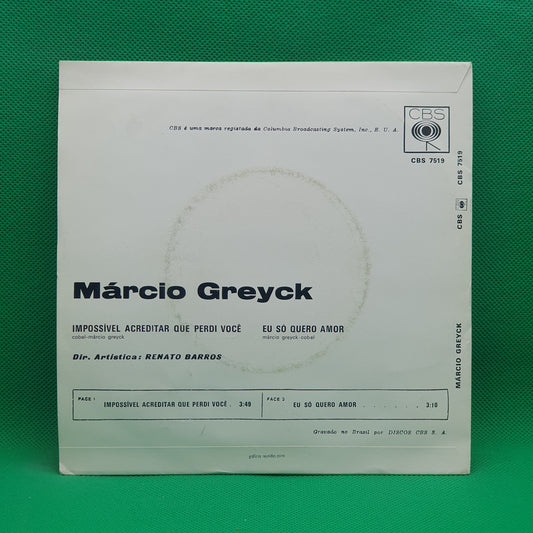 CBS
CBS é uma marca registada da Columbia Broadcasting System, Inc., E. U. A.
CBS 7519
Márcio Greyck
IMPOSSÍVEL ACREDITAR QUE PERDI VOCÊ
cobel-márcio greyck
EU SÓ QUERO AMOR
márcio greyck-cobel
Dir. Artística: RENATO BARROS
FACE 1
IMPOSSÍVEL ACREDITAR QUE PERDI VOCÊ . 3:49
FACE 2
EU SÓ QUERO AMOR . . . . . . 3:10
Gravado no Brasil por DISCOS CBS S. A.
MÁRCIO GREYCK
CBS
CBS 7519